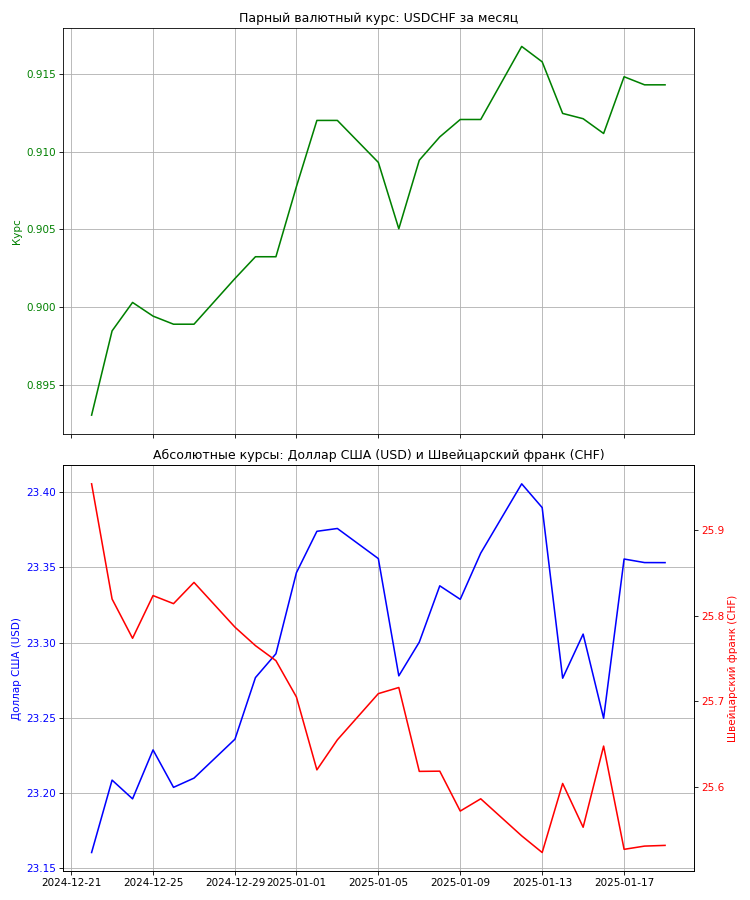 Парный валютный курс: USDCHF за месяц
0.915
0.910
0.905
0.900
0.895
Курс
Абсолютные курсы: Доллар США (USD) и Швейцарский франк (CHF)
23.40
23.35
23.30
23.25
23.20
23.15
Доллар США (USD)
25.9
25.8
25.7
25.6
Швейцарский франк (CHF)
2024-12-21 2024-12-25 2024-12-29 2025-01-01 2025-01-05 2025-01-09 2025-01-13 2025-01-17